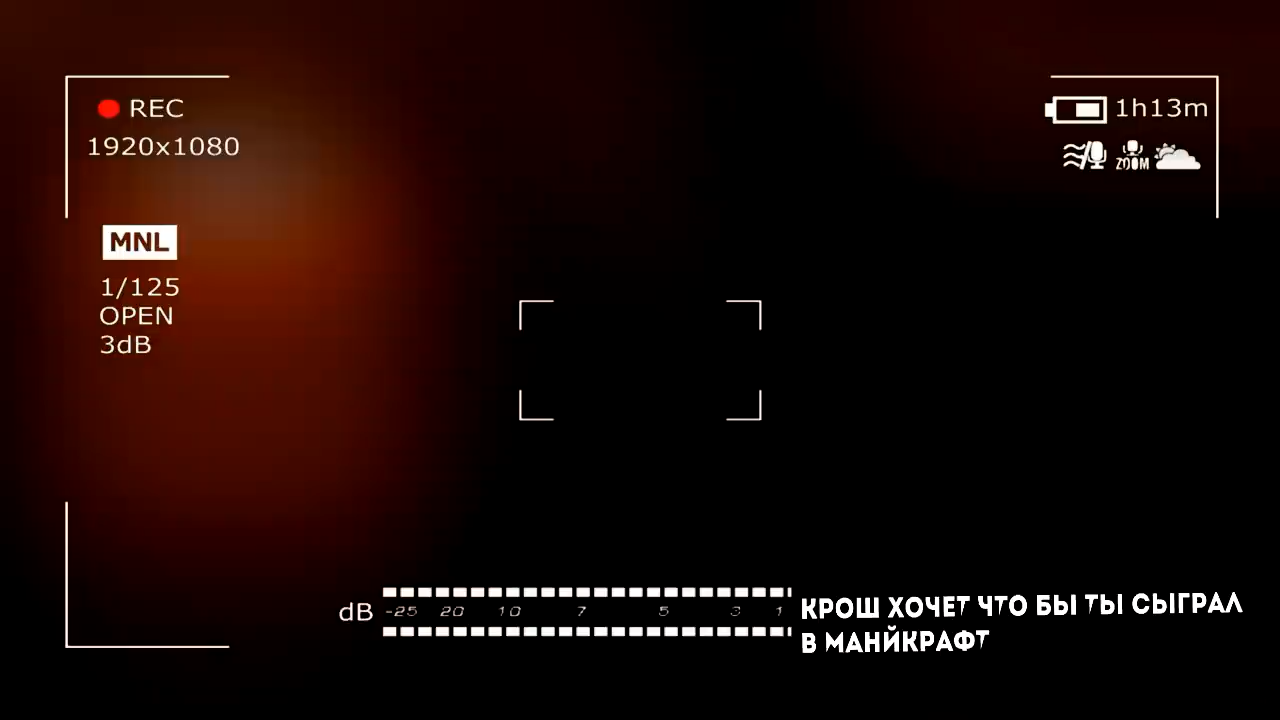 REC
1920x1080
1h13m
ZOOM
MNL
1/125
OPEN
3dB
dB -25 20 10 7 5 3 1
КРОШ ХОЧЕТ ЧТО БЫ ТЫ СЫГРАЛ
В МАНЙКРАФТ